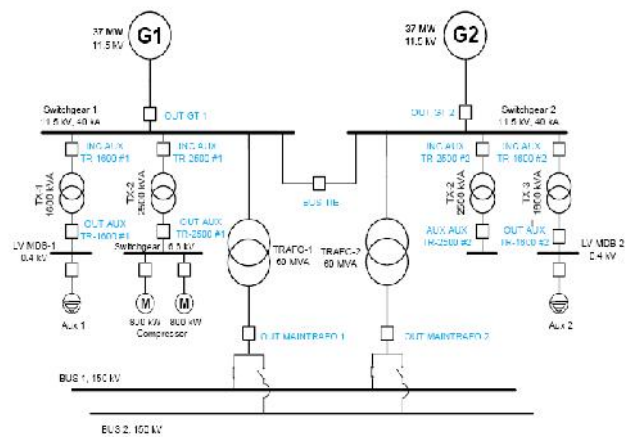 37 MW
11.5 kV
G1
37 MW
11.5 kV
G2
Switchgear 1
11.5 kV, 40 kA
OUT GT 1
OUT GT 2
Switchgear 2
11.5 kV, 40 kA
INC AUX
TR-1600 #1
INC AUX
TR-2500 #1
INC AUX
TR-2500 #2
INC AUX
TR-1600 #2
BUS TIE
TX-1
1600 kVA
TX-2
2500 kVA
TX-2
2500 kVA
TX-3
OUT AUX
TR-1600 #1
OUT AUX
TR-2500 #1
AUX AUX
TR-2500 #2
OUT AUX
TR-1600 #2
LV MDB-1
0.4 kV
Switchgear
TRAFO-1
60 MVA
TRAFO-2
60 MVA
LV MDB 2
0.4 kV
M
M
Aux 1
800 kW
800 kW
Compressor
Aux 2
OUT MAINTRAFO 1
OUT MAINTRAFO 2
BUS 1, 150 kV
BUS 2, 150 kV